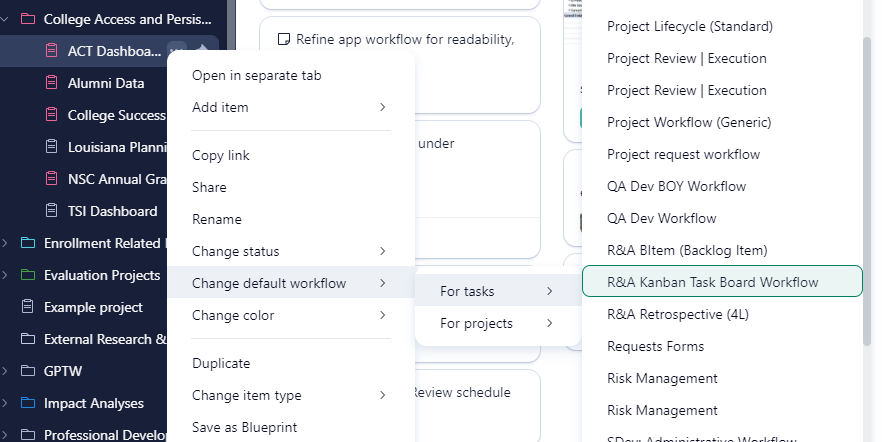 College Access and Persis...
ACT Dashboa...
Alumni Data
College Success
Louisiana Planni
NSC Annual Gra
TSI Dashboard
Enrollment Related
Evaluation Projects
Example project
External Research &
GPTW
Impact Analyses
Professional Develo
Refine app workflow for readability,
under
Review schedule
Open in separate tab
Add item
Copy link
Share
Rename
Change status
Change default workflow
Change color
Duplicate
Change item type
Save as Blueprint
For tasks
For projects
Project Lifecycle (Standard)
Project Review | Execution
Project Review | Execution
Project Workflow (Generic)
Project request workflow
QA Dev BOY Workflow
QA Dev Workflow
R&A BItem (Backlog Item)
R&A Kanban Task Board Workflow
R&A Retrospective (4L)
Requests Forms
Risk Management
Risk Management
SDev: Administrative Workflow